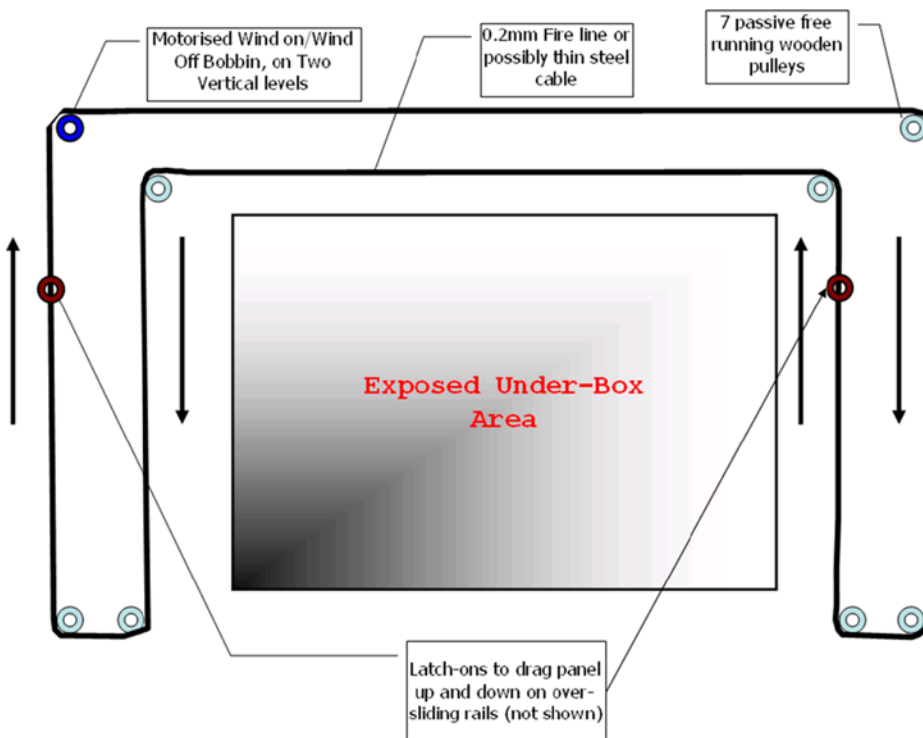 Motorised Wind on/Wind
Off Bobbin, on Two
Vertical levels
0.2mm Fire line or
possibly thin steel
cable
7 passive free
running wooden
pulleys
Exposed Under-Box
Area
Latch-ons to drag panel
up and down on over-
sliding rails (not shown)